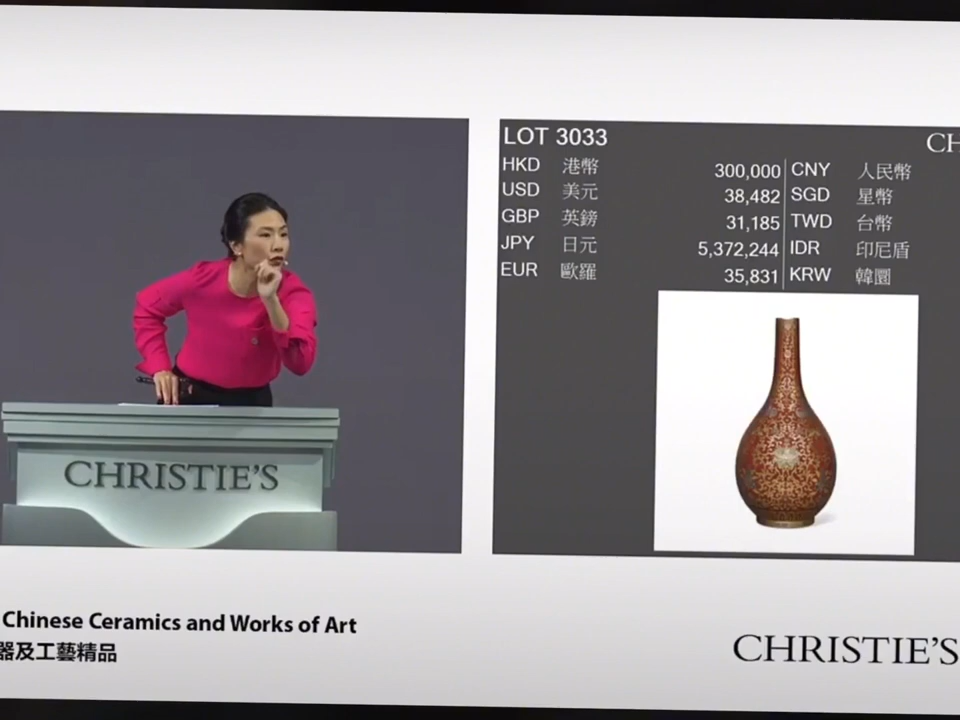 LOT 3033
CH
HKD 港幣 300,000 CNY 人民幣
USD 美元 38,482 SGD 星幣
GBP 英鎊 31,185 TWD 台幣
JPY 日元 5,372,244 IDR 印尼盾
EUR 歐羅 35,831 KRW 韓圜
CHRISTIE'S
Chinese Ceramics and Works of Art
器及工藝精品
CHRISTIE'S